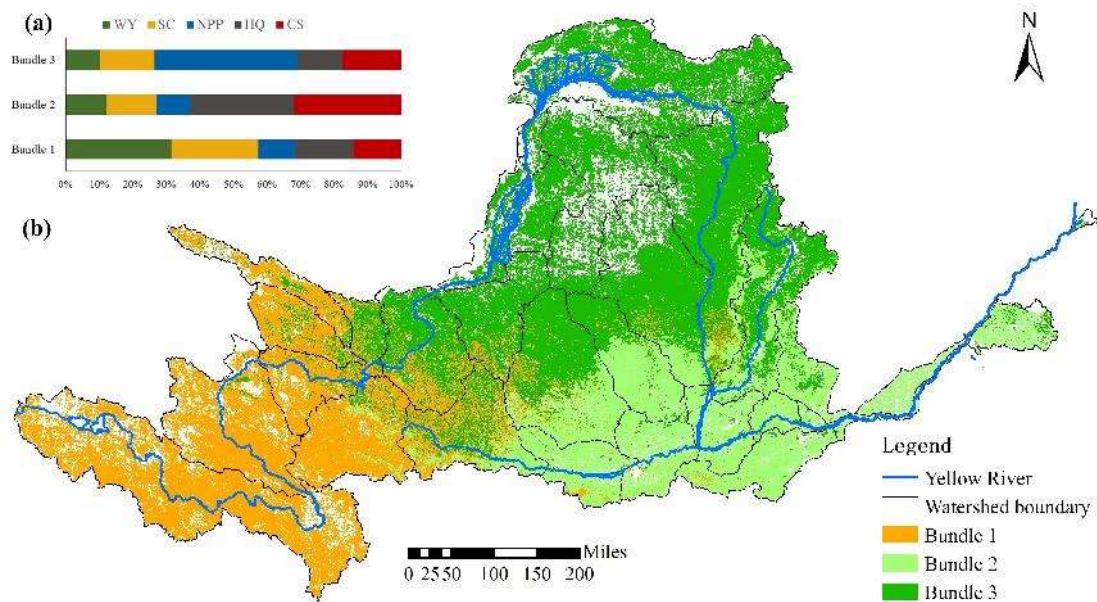 (a)
WY SC NPP HQ CS
N
Bundle 3
Bundle 2
Bundle 1
0% 10% 20% 30% 40% 50% 60% 70% 80% 90% 100%
(b)
Legend
Yellow River
Watershed boundary
Bundle 1
Bundle 2
Bundle 3
Miles
0 25 50 100 150 200